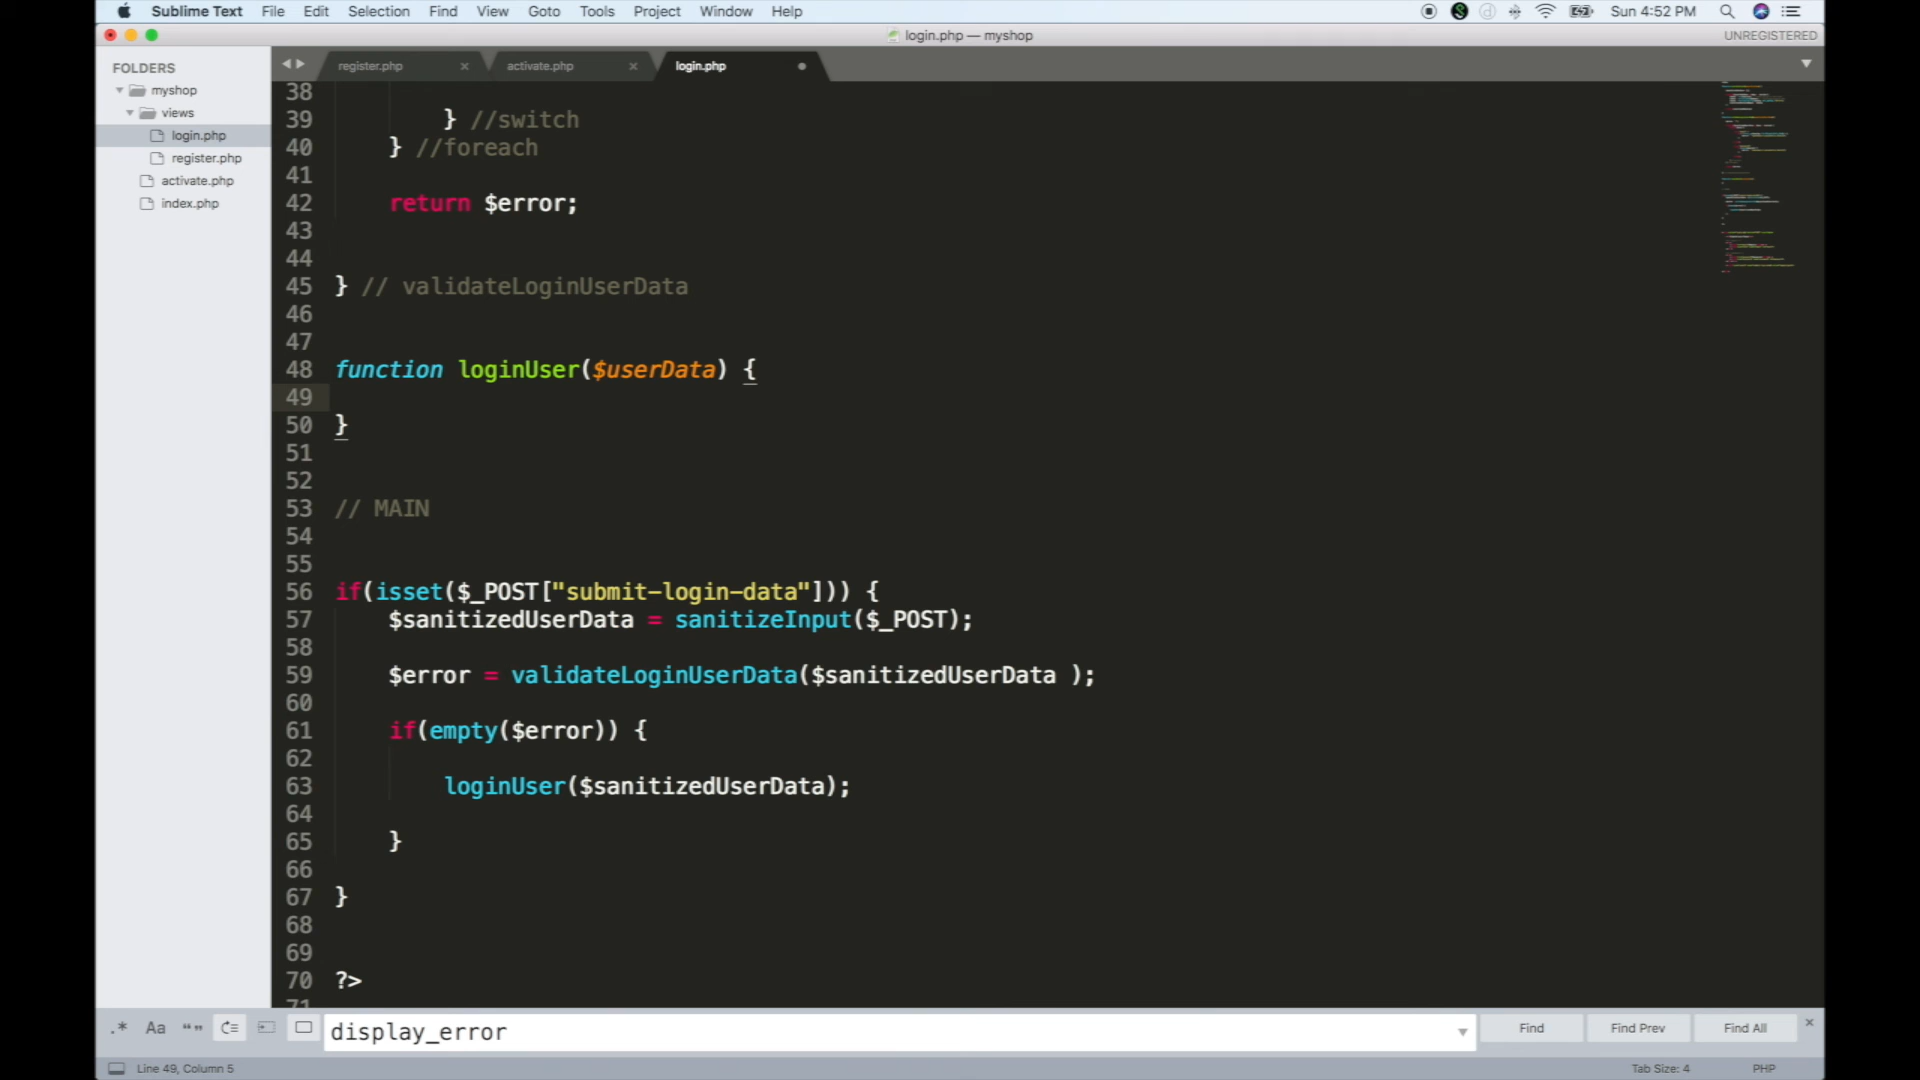 Sublime Text File Edit Selection Find View Goto Tools Project Window Help Sun 4:52 PM
login.php — myshop UNREGISTERED
FOLDERS
myshop
views
login.php
register.php
activate.php
index.php
register.php × activate.php × login.php
38
39 } //switch
40 } //foreach
41
42 return $error;
43
44
45 } // validateLoginUserData
46
47
48 function loginUser($userData) {
49
50 }
51
52
53 // MAIN
54
55
56 if(isset($_POST["submit-login-data"])) {
57 $sanitizedUserData = sanitizeInput($_POST);
58
59 $error = validateLoginUserData($sanitizedUserData );
60
61 if(empty($error)) {
62
63 loginUser($sanitizedUserData);
64
65 }
66
67 }
68
69
70 ?>
71
.* Aa “” display_error Find Find Prev Find All ×
Line 49, Column 5 Tab Size: 4 PHP